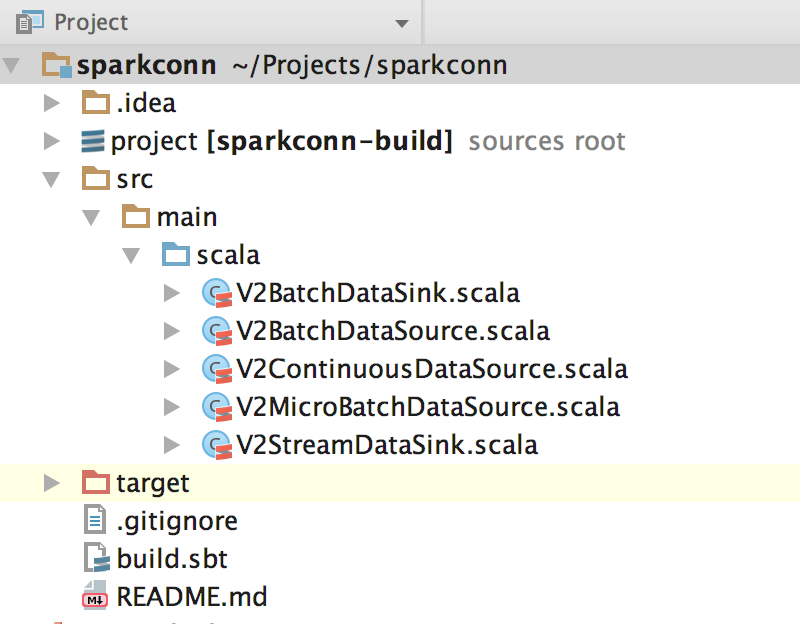 Project
sparkconn ~/Projects/sparkconn
.idea
project [sparkconn-build] sources root
src
main
scala
V2BatchDataSink.scala
V2BatchDataSource.scala
V2ContinuousDataSource.scala
V2MicroBatchDataSource.scala
V2StreamDataSink.scala
target
.gitignore
build.sbt
README.md